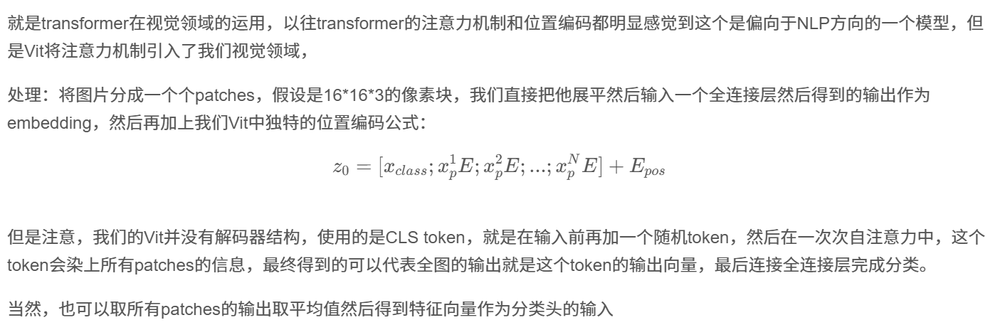 就是transformer在视觉领域的运用，以往transformer的注意力机制和位置编码都明显感觉到这个是偏向于NLP方向的一个模型，但
是Vit将注意力机制引入了我们视觉领域，
处理：将图片分成一个个patches，假设是16*16*3的像素块，我们直接把他展平然后输入一个全连接层然后得到的输出作为
embedding，然后再加上我们Vit中独特的位置编码公式：
$z_0 = [x_{class}; x_p^1E; x_p^2E; ...; x_p^NE] + E_{pos}$
但是注意，我们的Vit并没有解码器结构，使用的是CLS token，就是在输入前再加一个随机token，然后在一次次自注意力中，这个
token会染上所有patches的信息，最终得到的可以代表全图的输出就是这个token的输出向量，最后连接全连接层完成分类。
当然，也可以取所有patches的输出取平均值然后得到特征向量作为分类头的输入